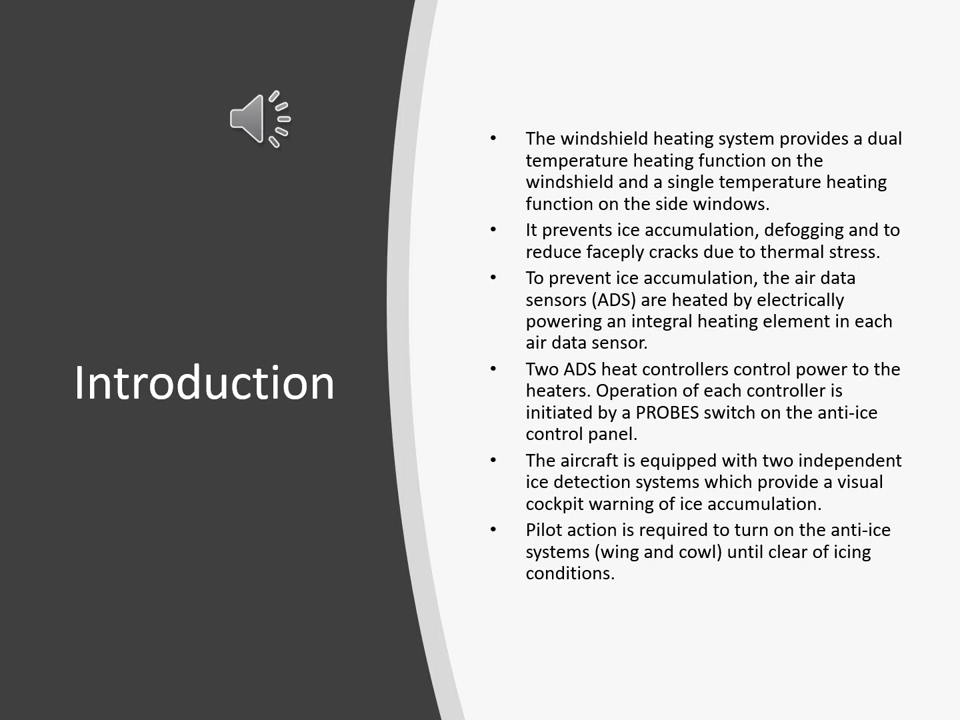 Introduction
• The windshield heating system provides a dual
temperature heating function on the
windshield and a single temperature heating
function on the side windows.
• It prevents ice accumulation, defogging and to
reduce faceply cracks due to thermal stress.
• To prevent ice accumulation, the air data
sensors (ADS) are heated by electrically
powering an integral heating element in each
air data sensor.
• Two ADS heat controllers control power to the
heaters. Operation of each controller is
initiated by a PROBES switch on the anti-ice
control panel.
• The aircraft is equipped with two independent
ice detection systems which provide a visual
cockpit warning of ice accumulation.
• Pilot action is required to turn on the anti-ice
systems (wing and cowl) until clear of icing
conditions.